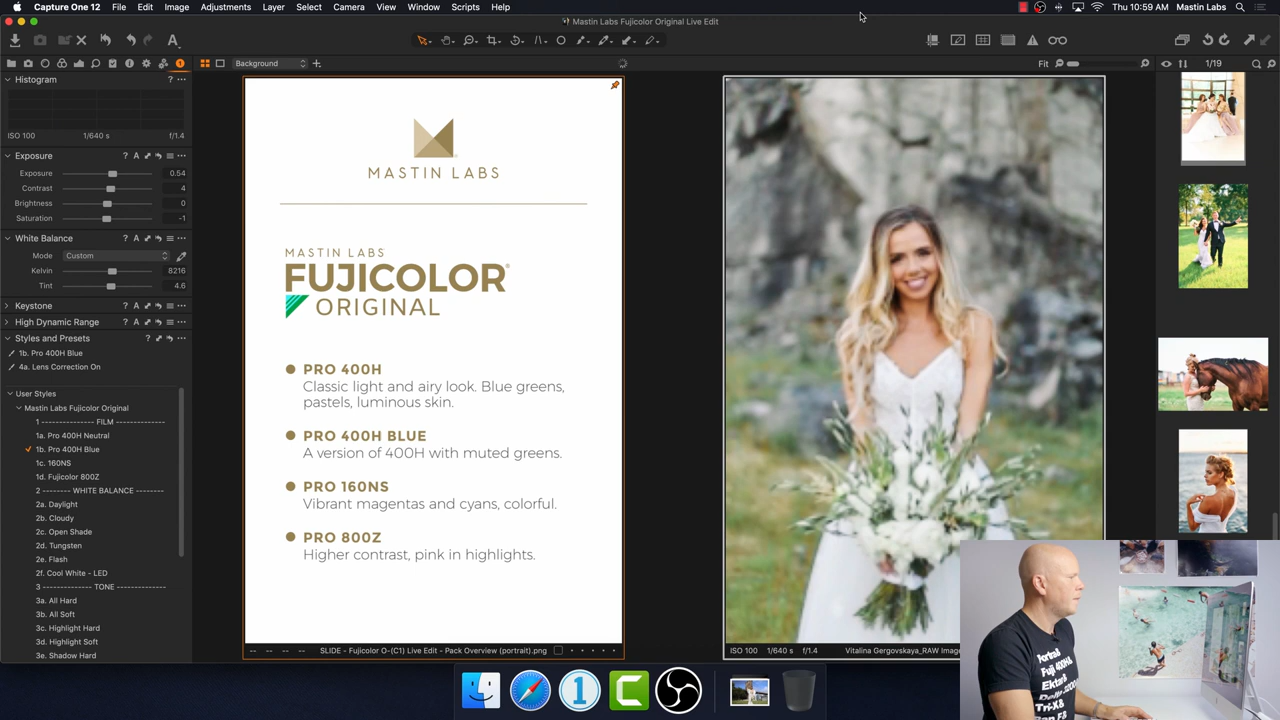 Capture One 12 File Edit Image Adjustments Layer Select Camera View Window Scripts Help
Thu 10:59 AM Mastin Labs
Mastin Labs Fujicolor Original Live Edit
Background
Fit
1/19
Histogram
ISO 100 1/640 s f/1.4
Exposure
Exposure 0.54
Contrast 4
Brightness 0
Saturation -1
White Balance
Mode Custom
Kelvin 8216
Tint 4.6
Keystone
High Dynamic Range
Styles and Presets
1b. Pro 400H Blue
4a. Lens Correction On
User Styles
Mastin Labs Fujicolor Original
1 -------------- FILM --------------
1a. Pro 400H Neutral
1b. Pro 400H Blue
1c. 160NS
1d. Fujicolor 800Z
2 -------- WHITE BALANCE --------
2a. Daylight
2b. Cloudy
2c. Open Shade
2d. Tungsten
2e. Flash
2f. Cool White - LED
3 -------------- TONE --------------
3a. All Hard
3b. All Soft
3c. Highlight Hard
3d. Highlight Soft
3e. Shadow Hard
MASTIN LABS
MASTIN LABS
FUJICOLOR®
ORIGINAL
PRO 400H
Classic light and airy look. Blue greens,
pastels, luminous skin.
PRO 400H BLUE
A version of 400H with muted greens.
PRO 160NS
Vibrant magentas and cyans, colorful.
PRO 800Z
Higher contrast, pink in highlights.
-- -- -- -- SLIDE - Fujicolor O-(C1) Live Edit - Pack Overview (portrait).png
ISO 100 1/640 s f/1.4 Vitalina Gergovskaya_RAW Imag
Portra
Fuji 400H
Ektar
Tri-X